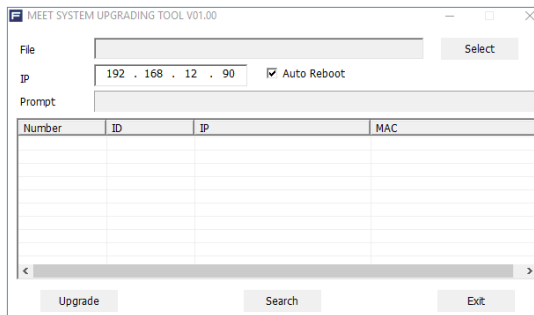 MEET SYSTEM UPGRADING TOOL V01.00
File
Select
IP 192 . 168 . 12 . 90 Auto Reboot
Prompt
Number ID IP MAC
Upgrade Search Exit